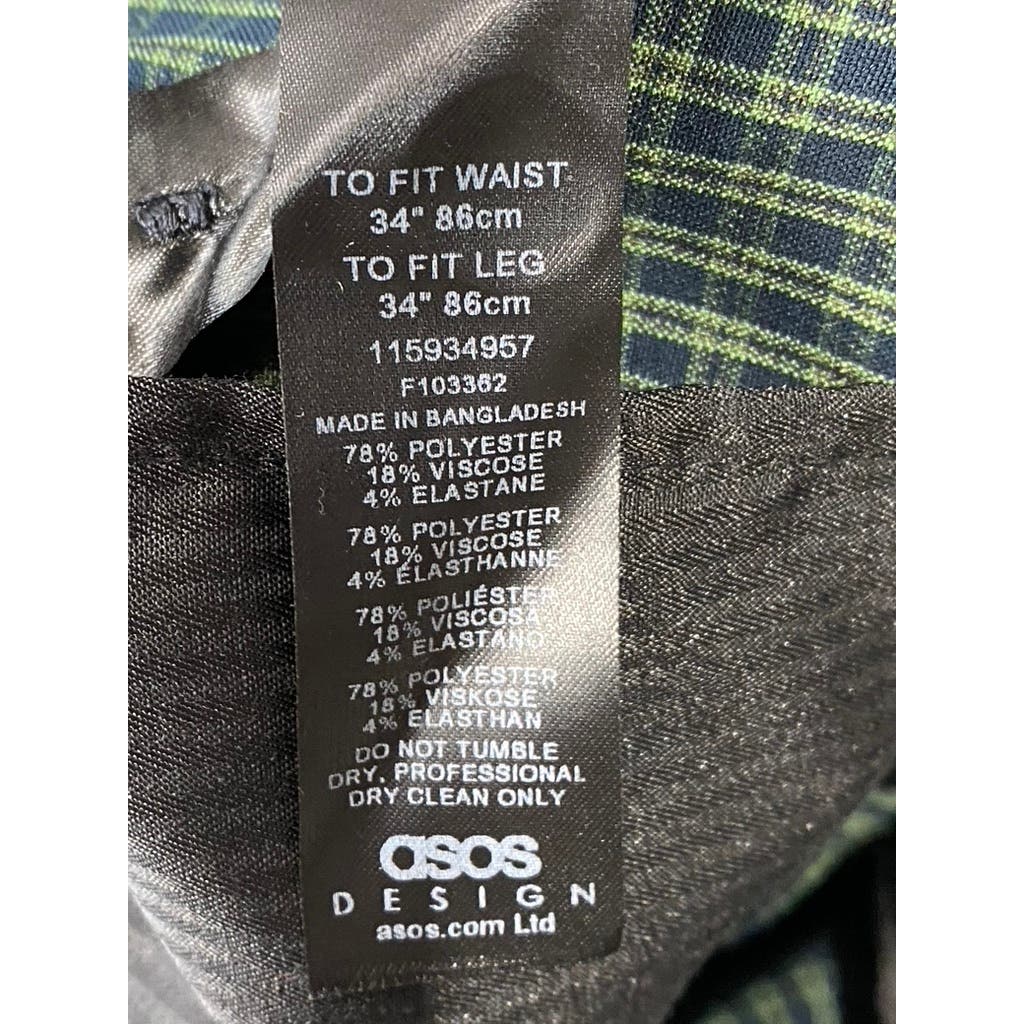 TO FIT WAIST
34" 86cm
TO FIT LEG
34" 86cm
115934957
F103362
MADE IN BANGLADESH
78% POLYESTER
18% VISCOSE
4% ELASTANE
78% POLYESTER
18% VISCOSE
4% ÉLASTHANNE
78% POLIÉSTER
18% VISCOSA
4% ELASTANO
78% POLYESTER
18% VISKOSE
4% ELASTHAN
DO NOT TUMBLE
DRY, PROFESSIONAL
DRY CLEAN ONLY
asos
DESIGN
asos.com Ltd